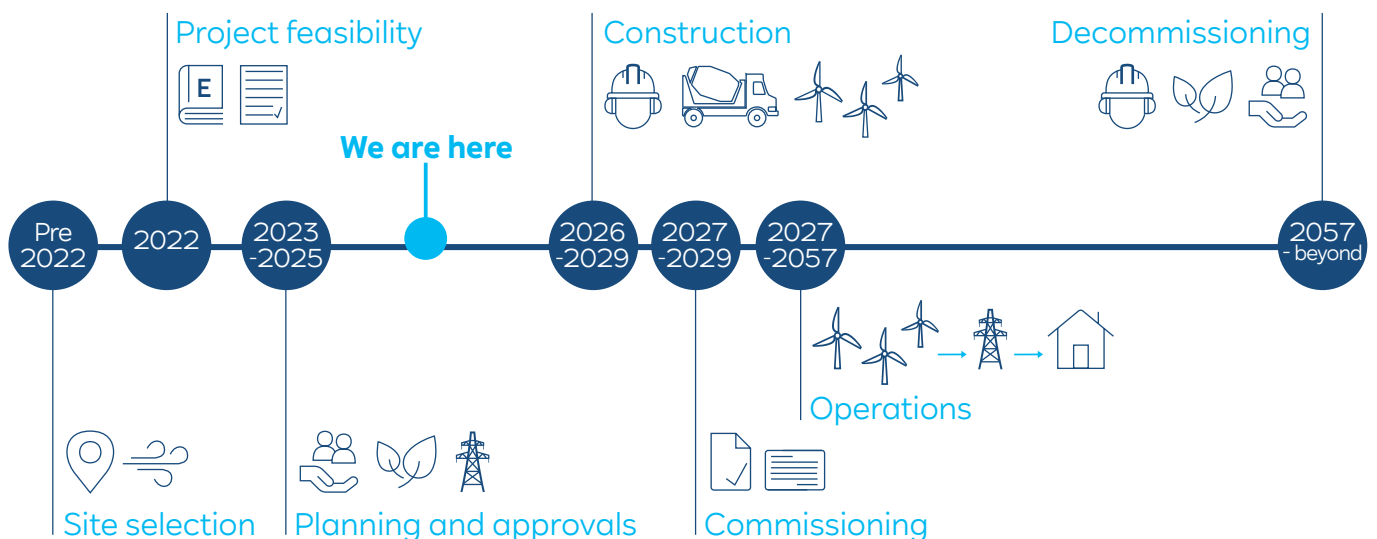 Project feasibility
Construction
Decommissioning
E
We are here
Pre
2022
2022
2023
-2025
2026
-2029
2027
-2029
2027
-2057
2057
- beyond
Operations
Site selection
Planning and approvals
Commissioning